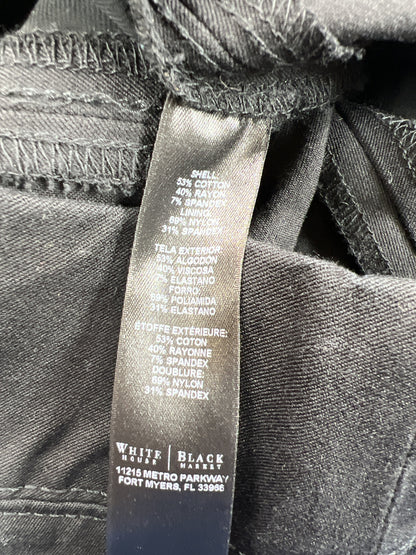 SHELL:
53% COTTON
40% RAYON
7% SPANDEX
LINING:
69% NYLON
31% SPANDEX
TELA EXTERIOR:
53% ALGODÓN
40% VISCOSA
7% ELASTANO
FORRO:
69% POLIAMIDA
31% ELASTANO
STOFFE EXTÉRIEURE:
53% COTON
40% RAYONNE
7% SPANDEX
DOUBLURE:
69% NYLON
31% SPANDEX
WHITE | BLACK
HOUSE | MARKET
11215 METRO PARKWAY
FORT MYERS, FL 33966